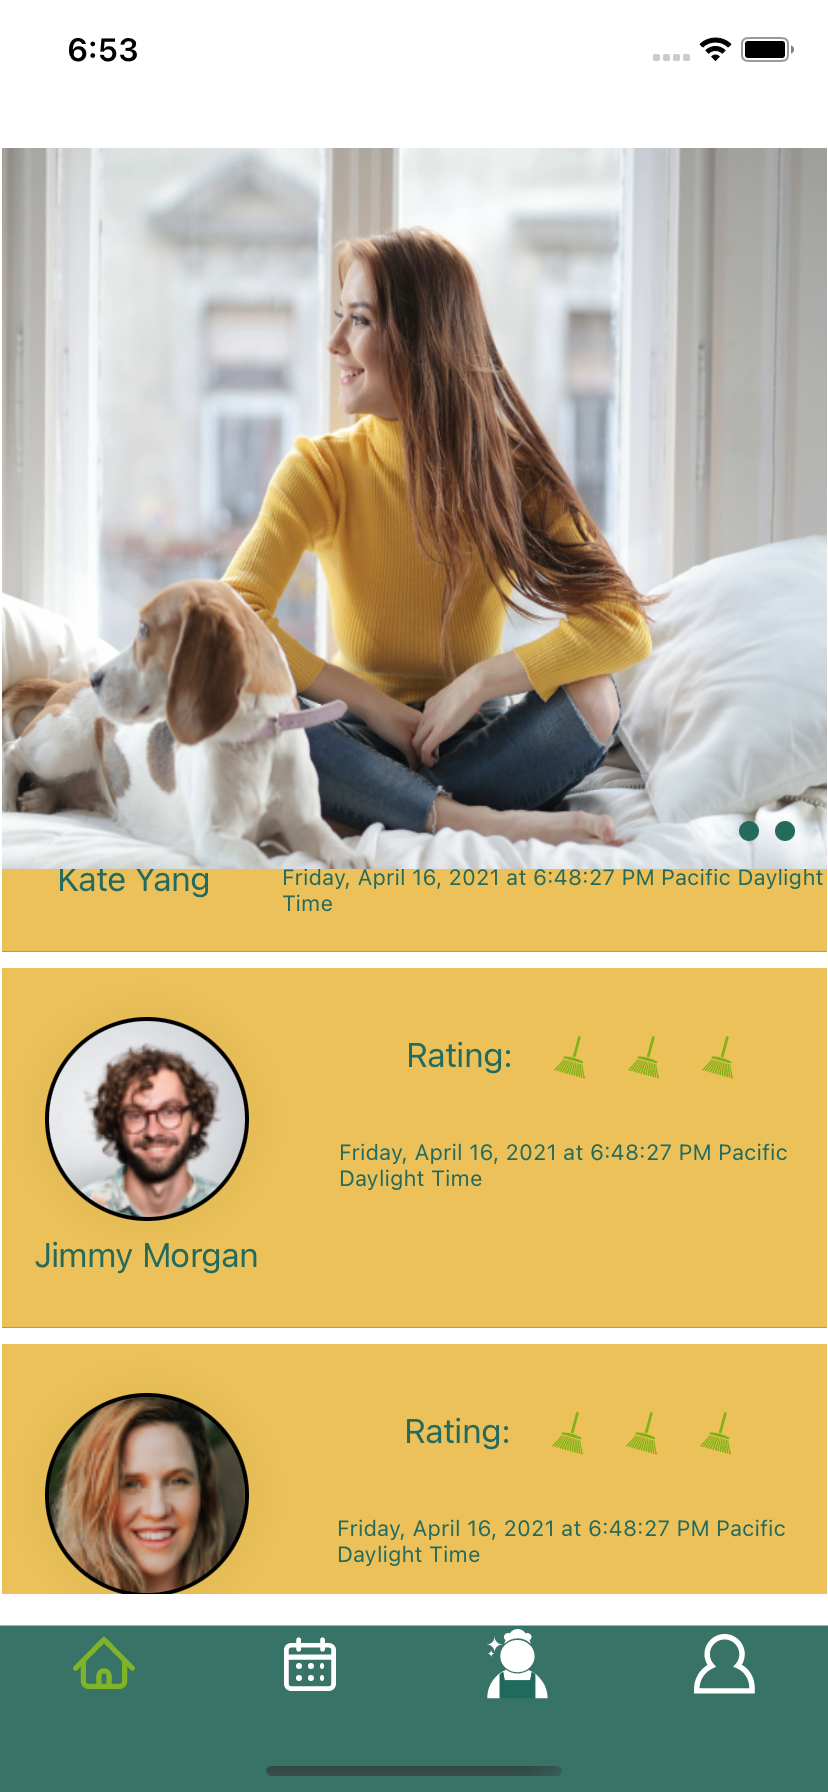 6:53
Kate Yang
Friday, April 16, 2021 at 6:48:27 PM Pacific Daylight
Time
Rating:
Friday, April 16, 2021 at 6:48:27 PM Pacific
Daylight Time
Jimmy Morgan
Rating:
Friday, April 16, 2021 at 6:48:27 PM Pacific
Daylight Time